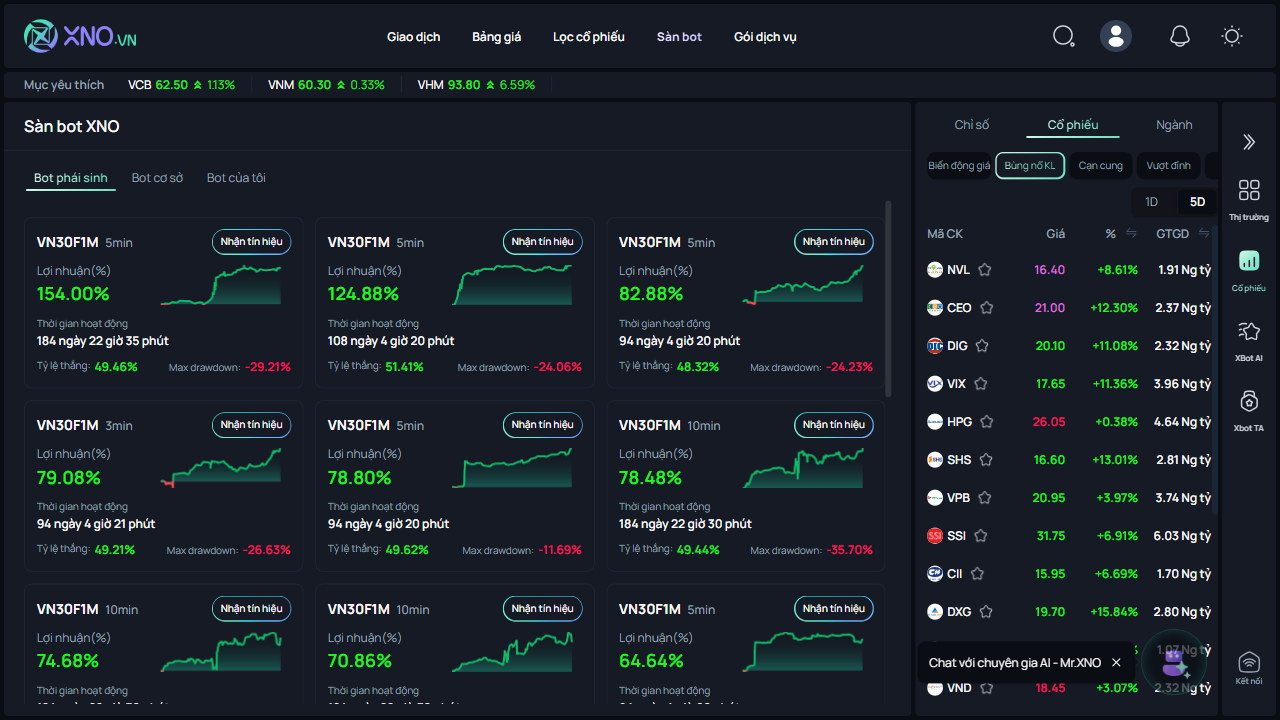 XNO.VN
Giao dịch Bảng giá Lọc cổ phiếu Sàn bot Gói dịch vụ
Mục yêu thích VCB 62.50 1.13% VNM 60.30 0.33% VHM 93.80 6.59%
Sàn bot XNO
Bot phái sinh Bot cơ sở Bot của tôi
VN30F1M 5min Nhận tín hiệu
Lợi nhuận(%)
154.00%
Thời gian hoạt động
184 ngày 22 giờ 35 phút
Tỷ lệ thắng: 49.46% Max drawdown: -29.21%
VN30F1M 5min Nhận tín hiệu
Lợi nhuận(%)
124.88%
Thời gian hoạt động
108 ngày 4 giờ 20 phút
Tỷ lệ thắng: 51.41% Max drawdown: -24.06%
VN30F1M 5min Nhận tín hiệu
Lợi nhuận(%)
82.88%
Thời gian hoạt động
94 ngày 4 giờ 20 phút
Tỷ lệ thắng: 48.32% Max drawdown: -24.23%
VN30F1M 3min Nhận tín hiệu
Lợi nhuận(%)
79.08%
Thời gian hoạt động
94 ngày 4 giờ 21 phút
Tỷ lệ thắng: 49.21% Max drawdown: -26.63%
VN30F1M 5min Nhận tín hiệu
Lợi nhuận(%)
78.80%
Thời gian hoạt động
94 ngày 4 giờ 20 phút
Tỷ lệ thắng: 49.62% Max drawdown: -11.69%
VN30F1M 10min Nhận tín hiệu
Lợi nhuận(%)
78.48%
Thời gian hoạt động
184 ngày 22 giờ 30 phút
Tỷ lệ thắng: 49.44% Max drawdown: -35.70%
VN30F1M 10min Nhận tín hiệu
Lợi nhuận(%)
74.68%
Thời gian hoạt động
VN30F1M 10min Nhận tín hiệu
Lợi nhuận(%)
70.86%
Thời gian hoạt động
VN30F1M 5min Nhận tín hiệu
Lợi nhuận(%)
64.64%
Thời gian hoạt động
Chỉ số Cổ phiếu Ngành
Biến động giá Bùng nổ KL Cạn cung Vượt đỉnh
1D 5D
Mã CK Giá % GTGD
NVL 16.40 +8.61% 1.91 Ng tỷ
CEO 21.00 +12.30% 2.37 Ng tỷ
DIG 20.10 +11.08% 2.32 Ng tỷ
VIX 17.65 +11.36% 3.96 Ng tỷ
HPG 26.05 +0.38% 4.64 Ng tỷ
SHS 16.60 +13.01% 2.81 Ng tỷ
VPB 20.95 +3.97% 3.74 Ng tỷ
SSI 31.75 +6.91% 6.03 Ng tỷ
CII 15.95 +6.69% 1.70 Ng tỷ
DXG 19.70 +15.84% 2.80 Ng tỷ
% 1.07 Ng tỷ
VND 18.45 +3.07% 2.32 Ng tỷ
Chat với chuyên gia AI - Mr.XNO
Thị trường
Cổ phiếu
XBot AI
Xbot TA
Kết nối